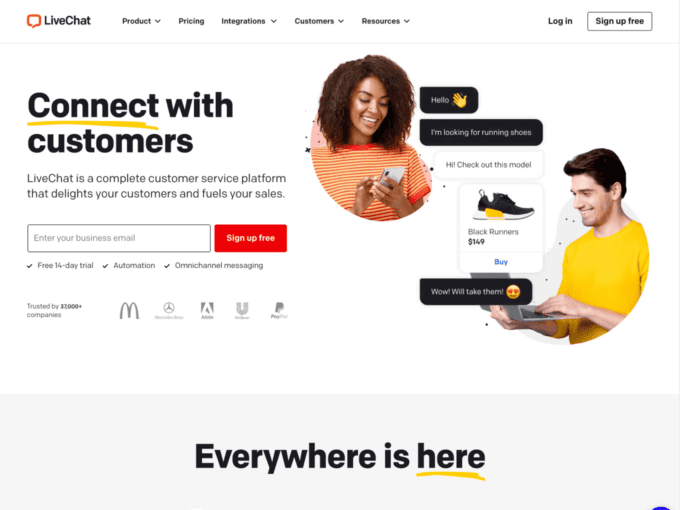 LiveChat
Product
Pricing
Integrations
Customers
Resources
Log in
Sign up free
Connect with
customers
LiveChat is a complete customer service platform
that delights your customers and fuels your sales.
Enter your business email
Sign up free
Free 14-day trial
Automation
Omnichannel messaging
Trusted by 37,000+
companies
Mercedes-Benz
Adobe
Unilever
PayPal
Hello 👋
I'm looking for running shoes
Hi! Check out this model
Black Runners
$149
Buy
Wow! Will take them! 😍
Everywhere is here